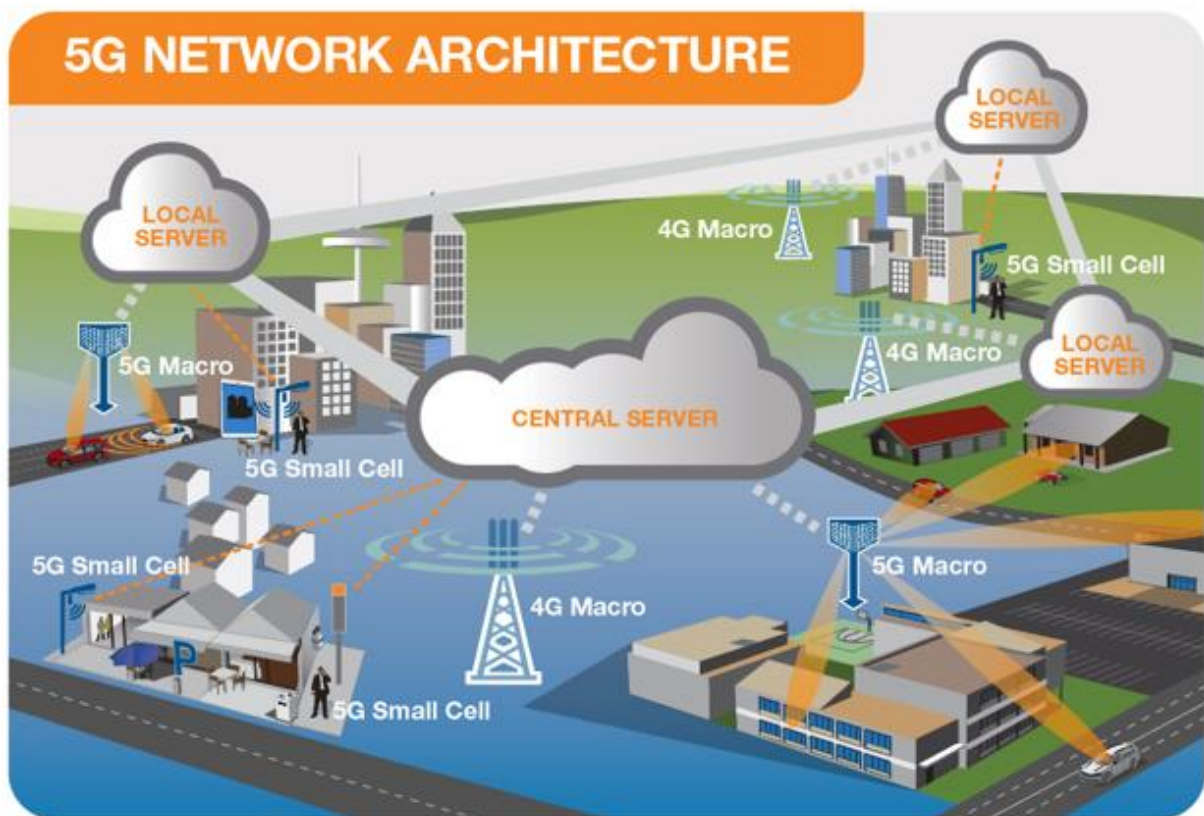 5G NETWORK ARCHITECTURE
LOCAL
SERVER
LOCAL
SERVER
4G Macro
5G Small Cell
5G Macro
4G Macro
LOCAL
SERVER
CENTRAL SERVER
5G Small Cell
5G Small Cell
4G Macro
5G Macro
P
5G Small Cell